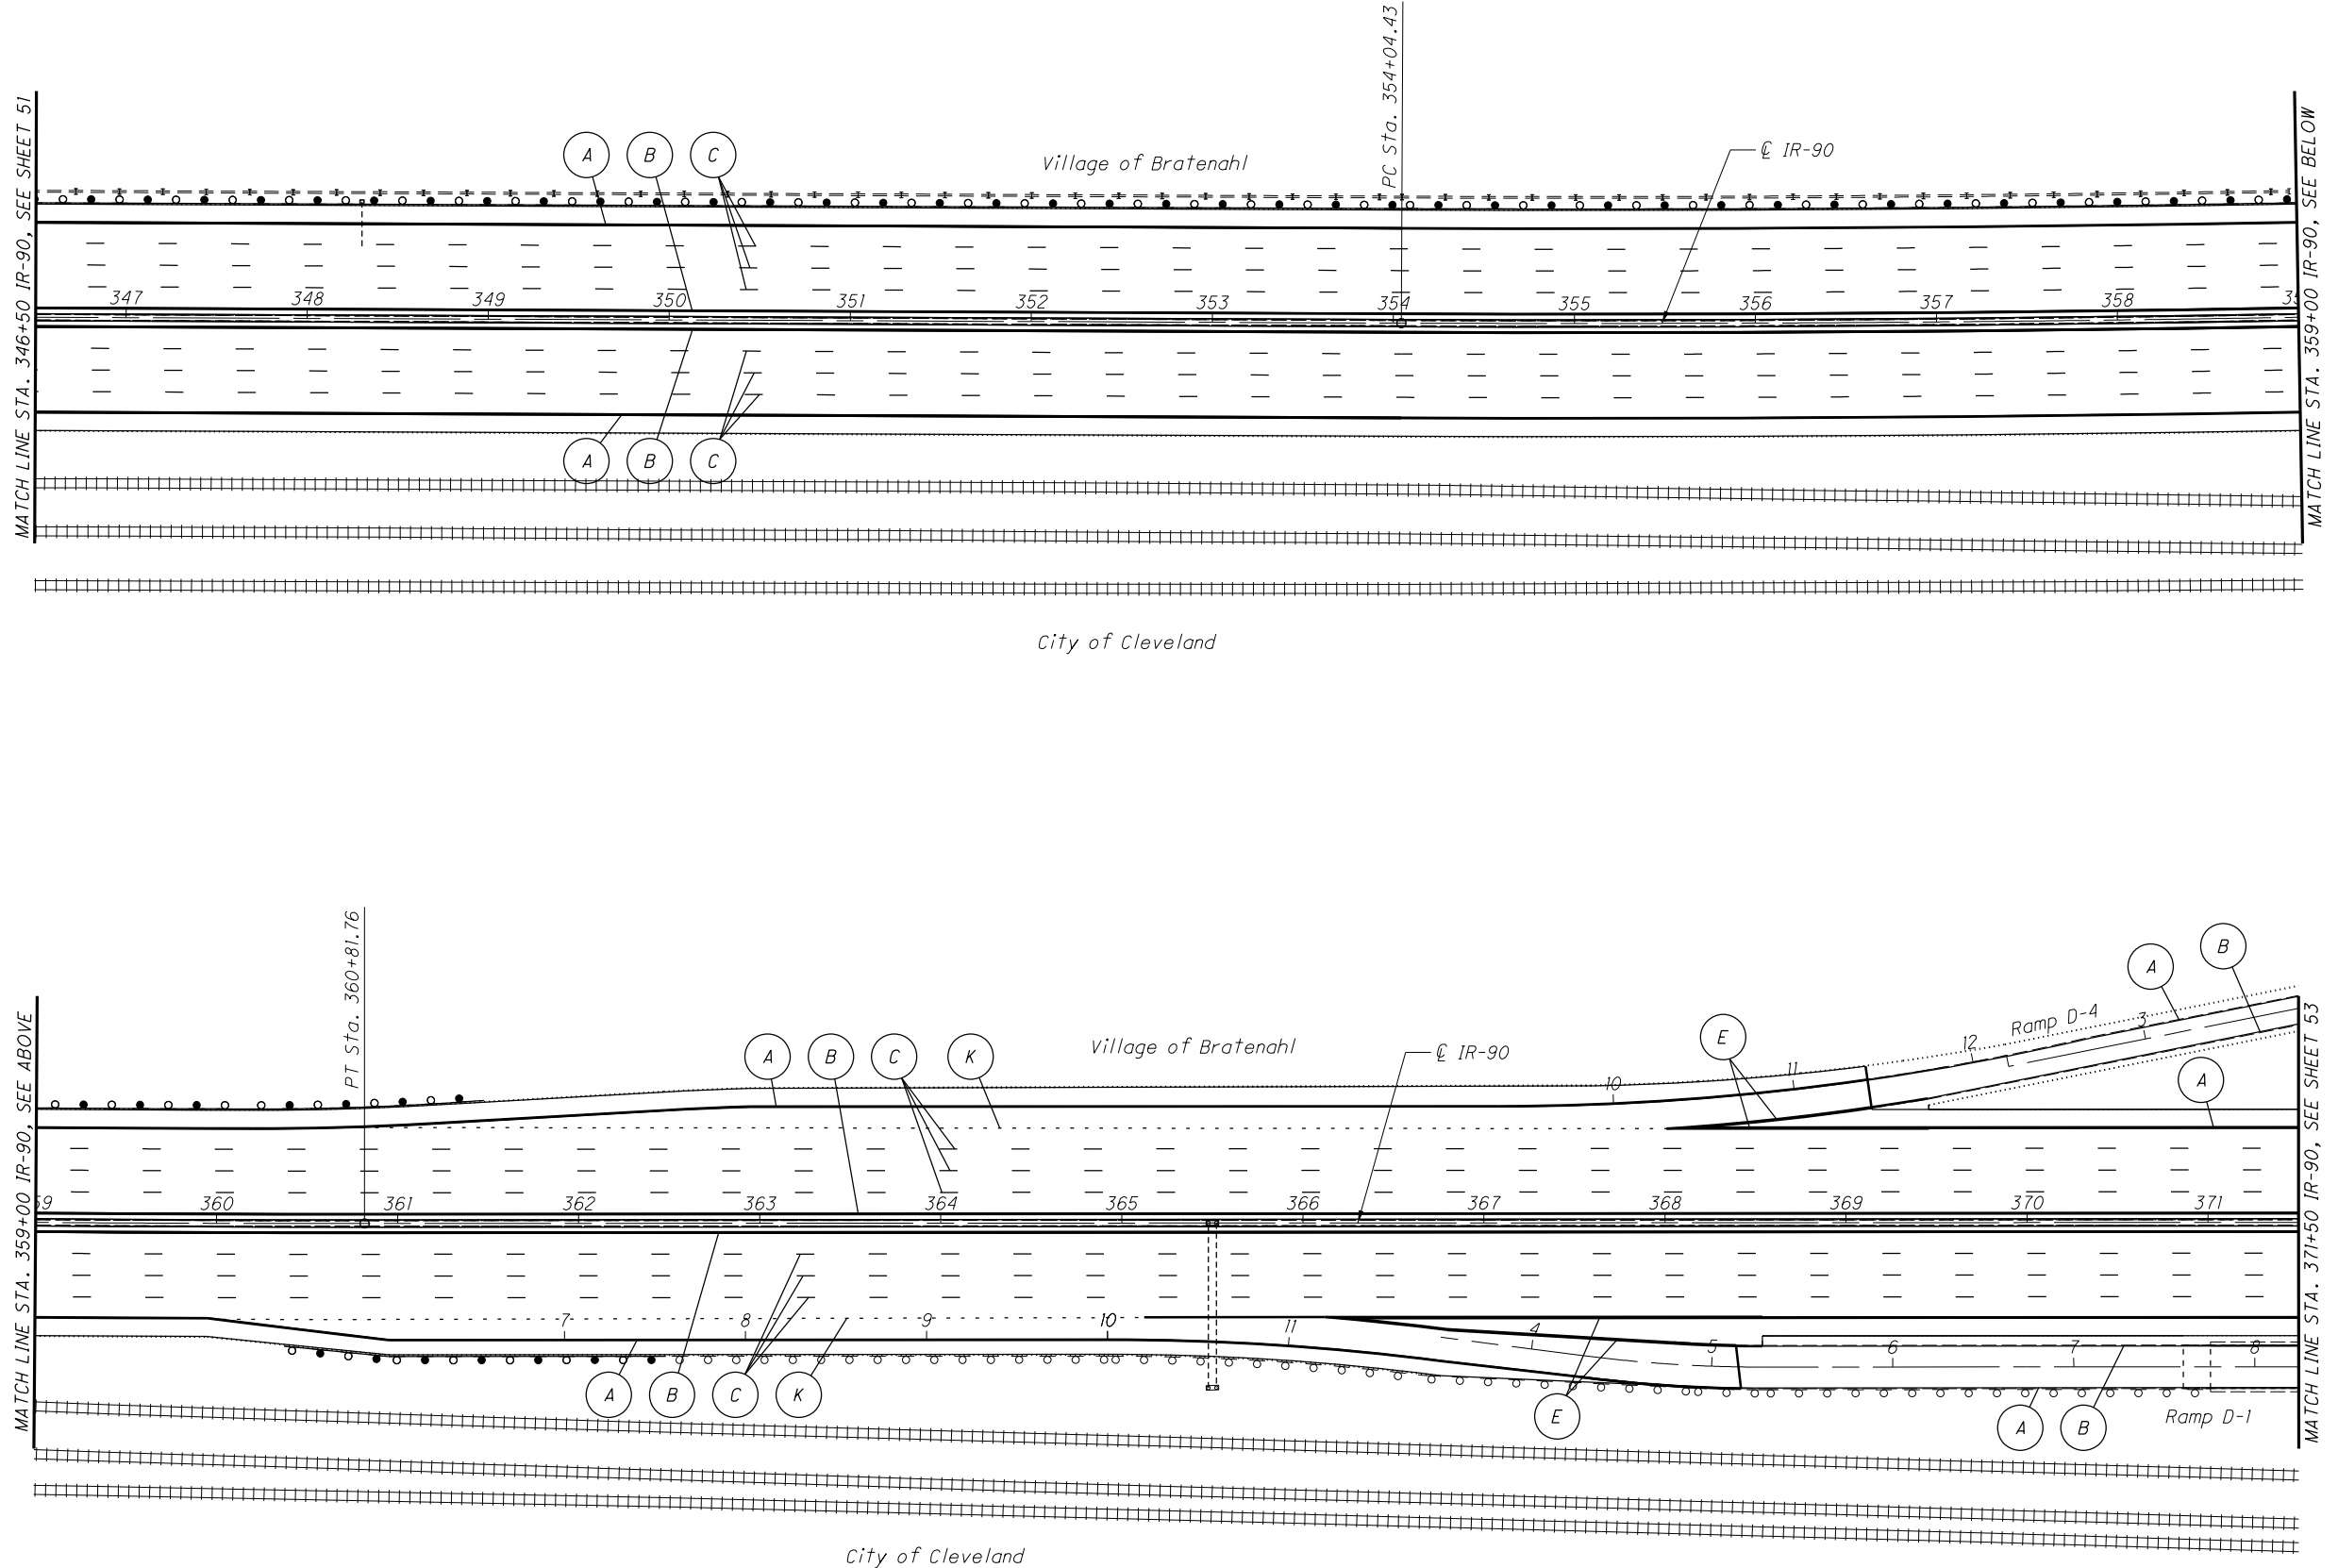 MATCH LINE STA. 346+50 IR-90, SEE SHEET 51
PC Sta. 354+04.43
A B C
Village of Bratenahl
℄ IR-90
347 348 349 350 351 352 353 354 355 356 357 358 35
A B C
City of Cleveland
MATCH LINE STA. 359+00 IR-90, SEE BELOW
MATCH LINE STA. 359+00 IR-90, SEE ABOVE
PT Sta. 360+81.76
A B C K
Village of Bratenahl
℄ IR-90
E
A B
Ramp D-4
10 11 12 3
A
59 360 361 362 363 364 365 366 367 368 369 370 371
7 8 9 10 11 4 5 6 7 8
A B C K
E
A B
Ramp D-1
City of Cleveland
MATCH LINE STA. 371+50 IR-90, SEE SHEET 53